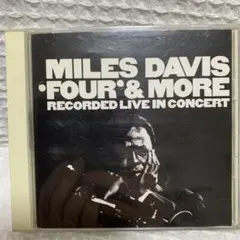 MILES DAVIS
'FOUR' & MORE
RECORDED LIVE IN CONCERT